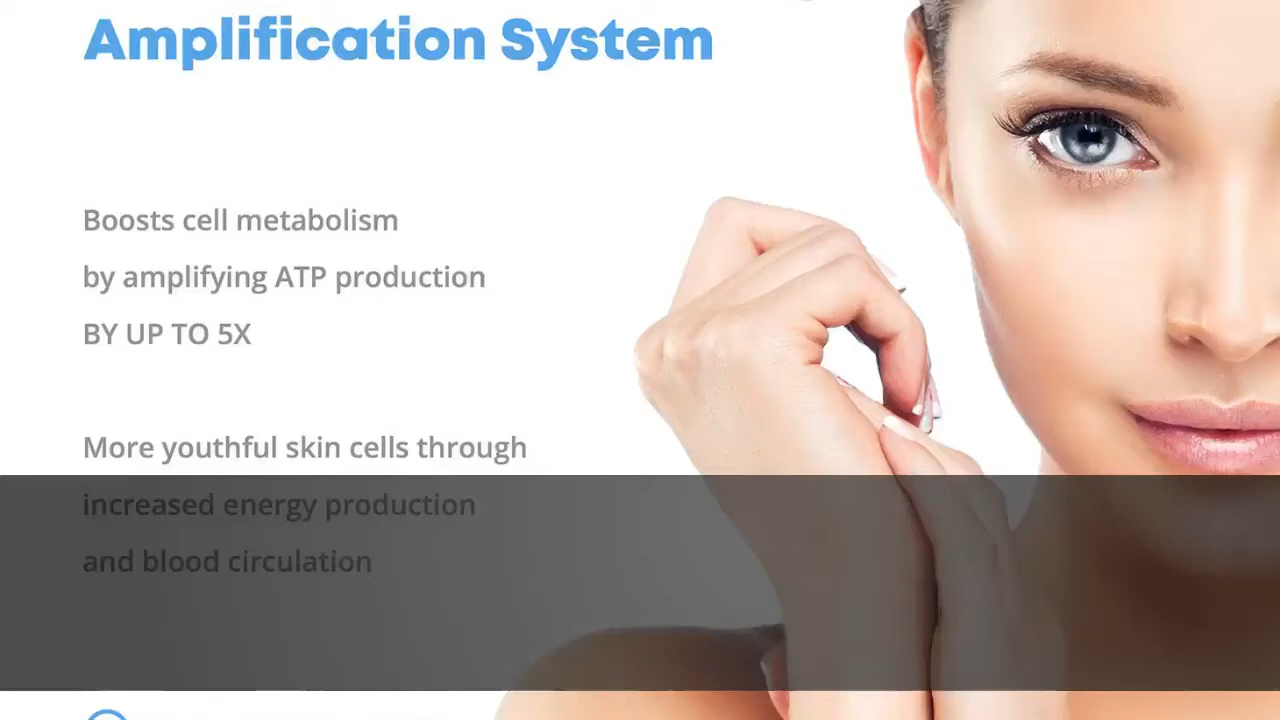 Amplification System
Boosts cell metabolism
by amplifying ATP production
BY UP TO 5X
More youthful skin cells through
increased energy production
and blood circulation